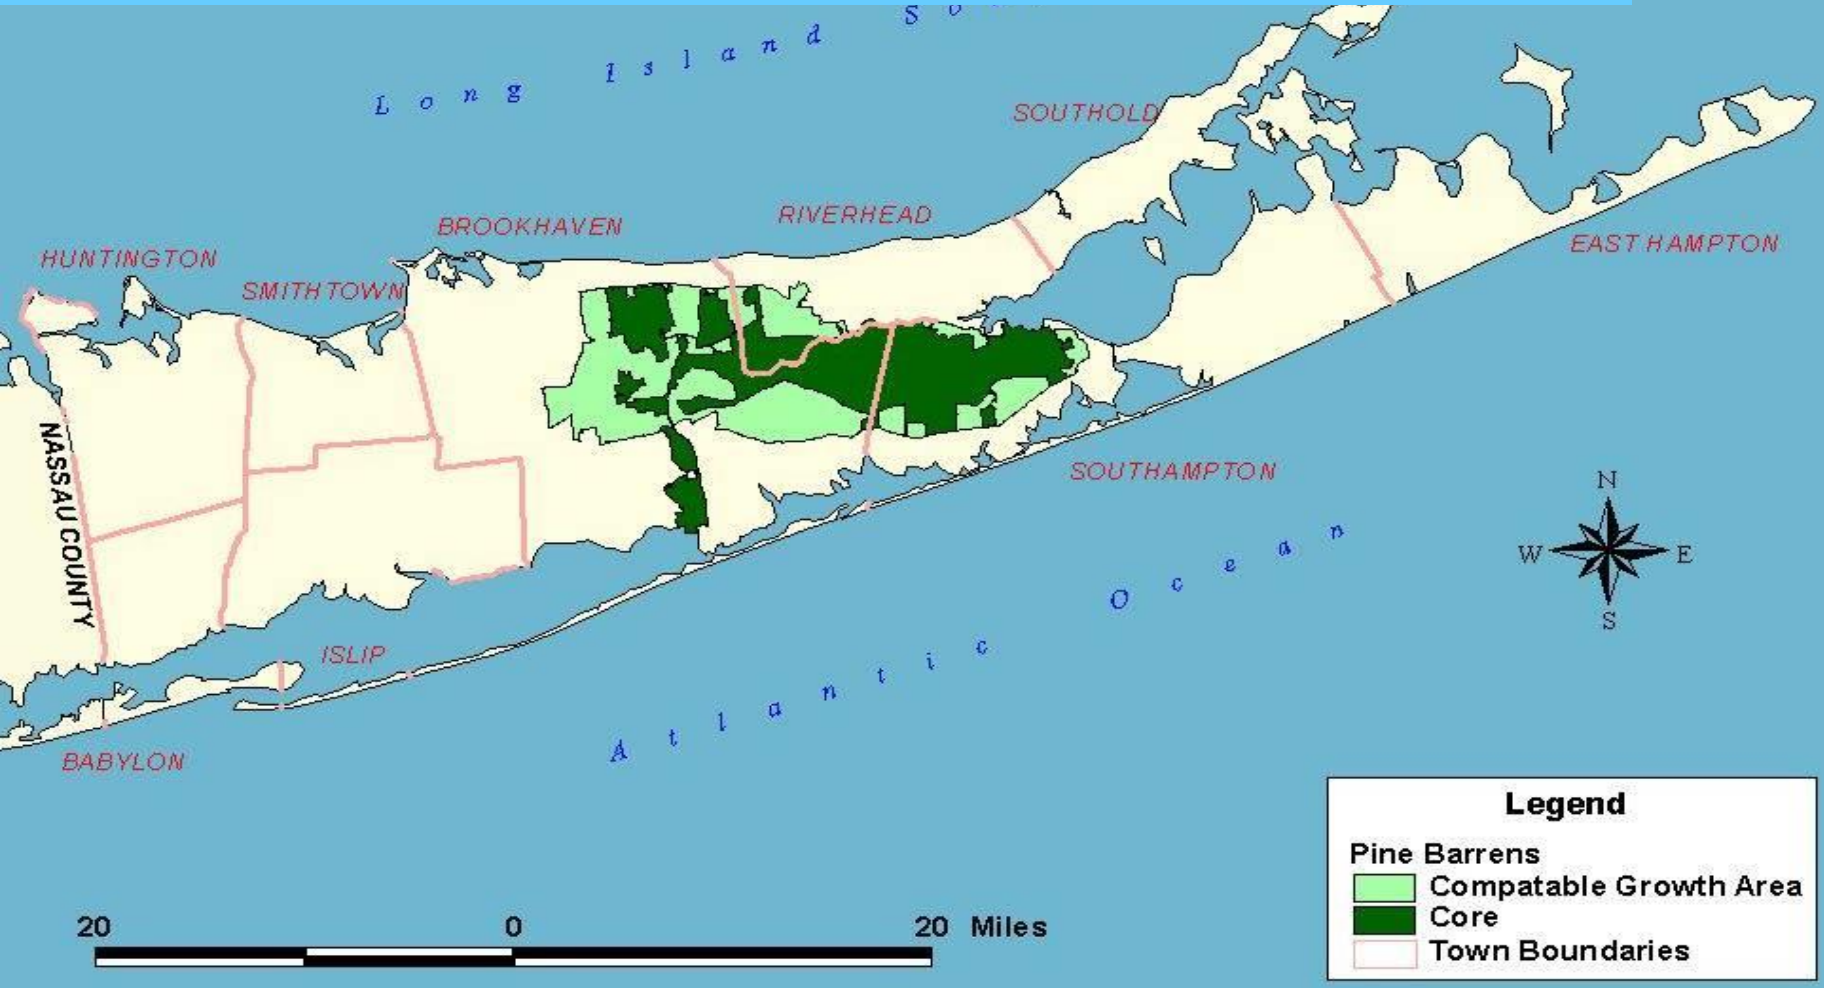 Long Island So
SOUTHOLD
RIVERHEAD
BROOKHAVEN
EAST HAMPTON
HUNTINGTON
SMITHTOWN
NASSAU COUNTY
SOUTHAMPTON
N
W E
S
Atlantic Ocean
ISLIP
BABYLON
Legend
Pine Barrens
Compatable Growth Area
Core
Town Boundaries
20 0 20 Miles